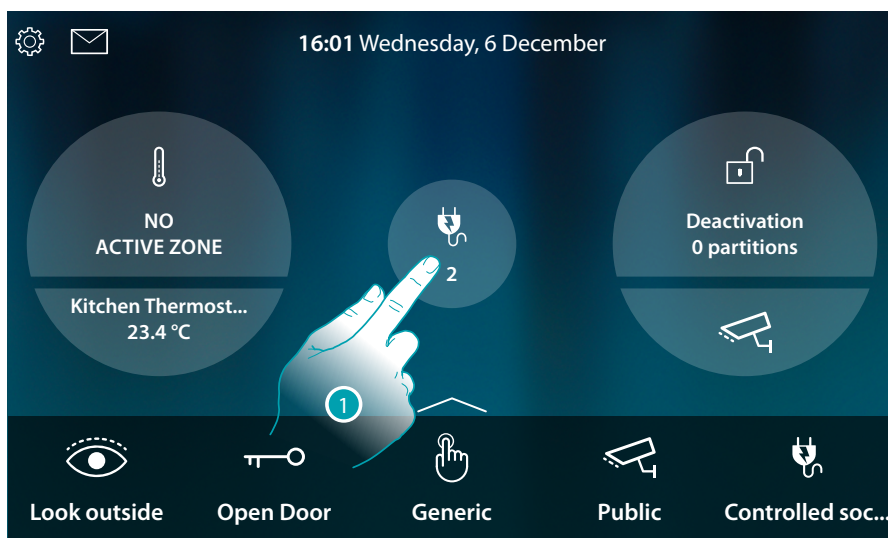 16:01 Wednesday, 6 December
NO
ACTIVE ZONE
Kitchen Thermost...
23.4 °C
2
1
Deactivation
0 partitions
Look outside
Open Door
Generic
Public
Controlled soc...